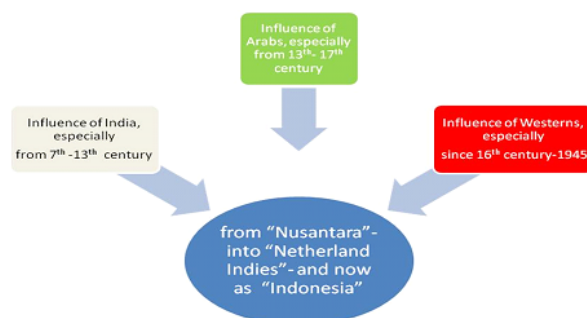 Influence of
Arabs, especially
from 13th- 17th
century
Influence of India,
especially
from 7th -13th century
Influence of Westerns,
especially
since 16th century-1945
from “Nusantara”-
into “Netherland
Indies”- and now
as “Indonesia”